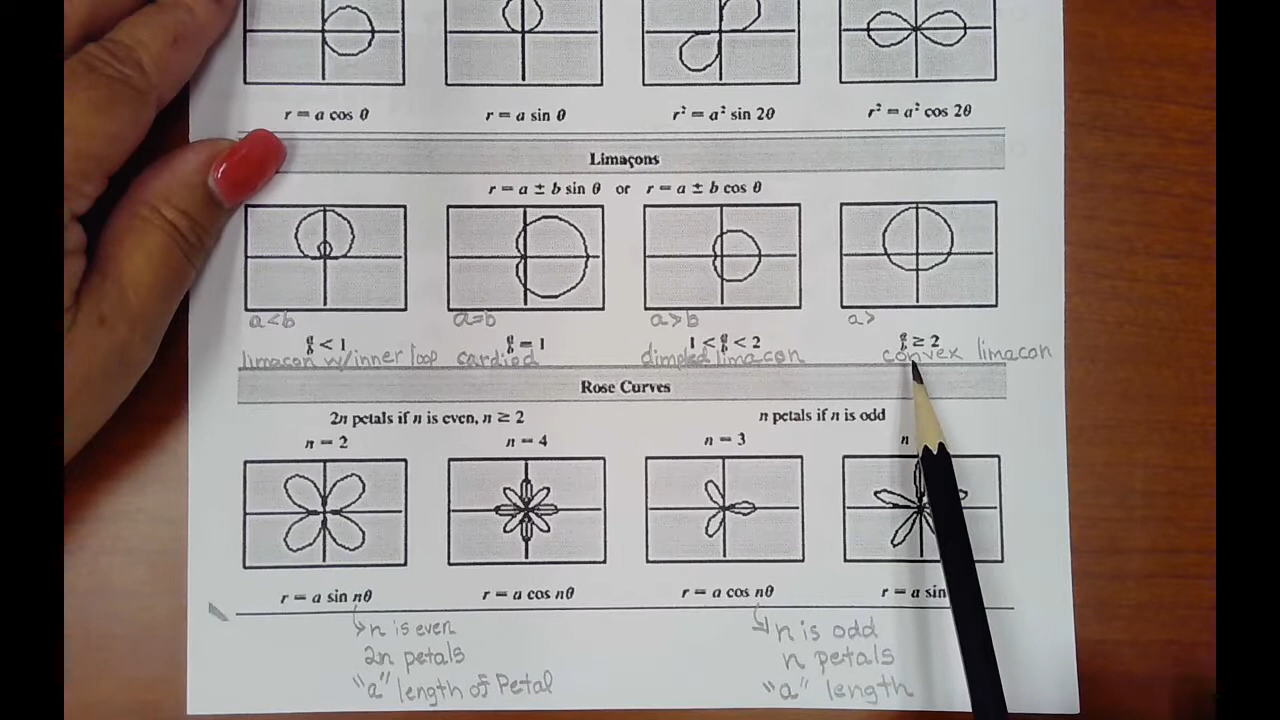 r = a cos θ r = a sin θ r² = a² sin 2θ r² = a² cos 2θ
Limaçons
r = a ± b sin θ or r = a ± b cos θ
a < b a=b a > b a >
a/b < 1 a/b = 1 1 < a/b < 2 a/b ≥ 2
limacon w/inner loop cardiod dimpled limacon convex limacon
Rose Curves
2n petals if n is even, n ≥ 2 n petals if n is odd
n = 2 n = 4 n = 3 n
r = a sin nθ r = a cos nθ r = a cos nθ r = a sin
n is even n is odd
2n petals n petals
"a" length of Petal "a" length